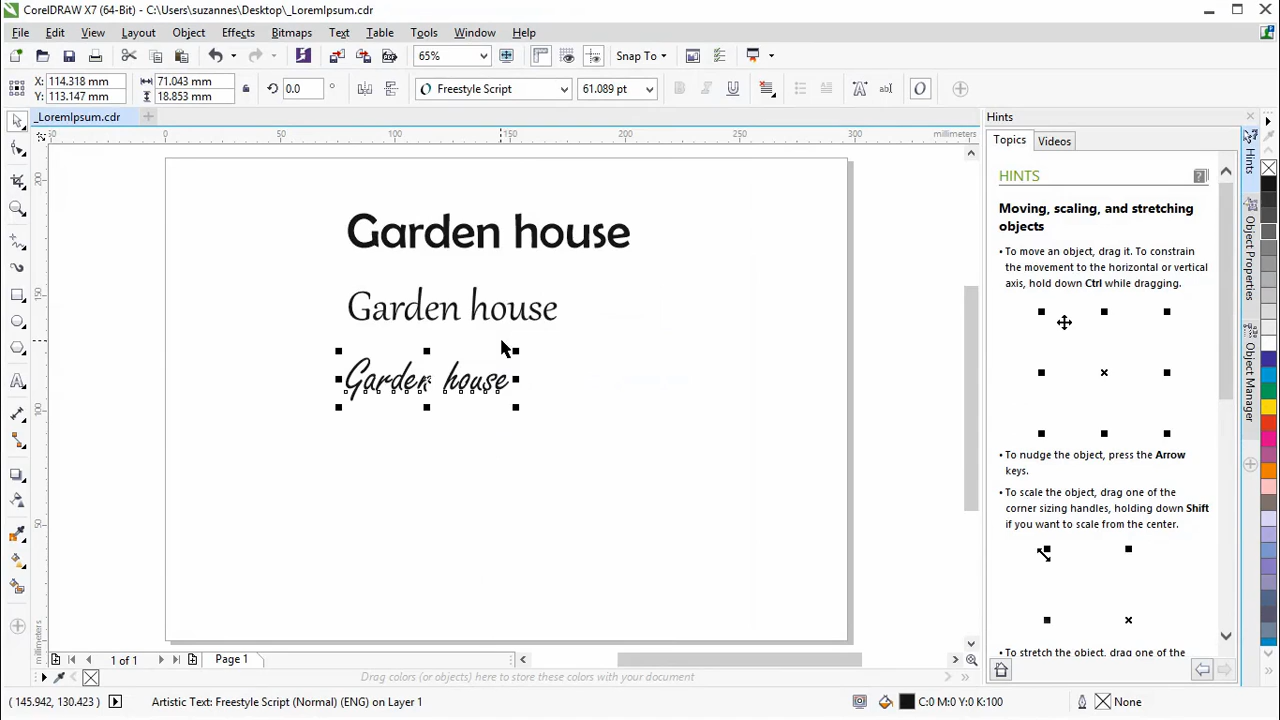 CorelDRAW X7 (64-Bit) - C:\Users\suzannes\Desktop\_LoremIpsum.cdr
File Edit View Layout Object Effects Bitmaps Text Table Tools Window Help
65% Snap To
X: 114.318 mm 71.043 mm 0.0 ° Freestyle Script 61.089 pt
Y: 113.147 mm 18.853 mm
_LoremIpsum.cdr
0 50 100 150 200 250 300 millimeters
200
150
100
50
millimeters
Garden house
Garden house
Garden house
Hints
Topics Videos
HINTS
Moving, scaling, and stretching
objects
• To move an object, drag it. To constrain
the movement to the horizontal or vertical
axis, hold down Ctrl while dragging.
• To nudge the object, press the Arrow
keys.
• To scale the object, drag one of the
corner sizing handles, holding down Shift
if you want to scale from the center.
• To stretch the object, drag one of the
Hints
Object Properties
Object Manager
1 of 1 Page 1
Drag colors (or objects) here to store these colors with your document
(145.942, 130.423) Artistic Text: Freestyle Script (Normal) (ENG) on Layer 1 C:0 M:0 Y:0 K:100 None